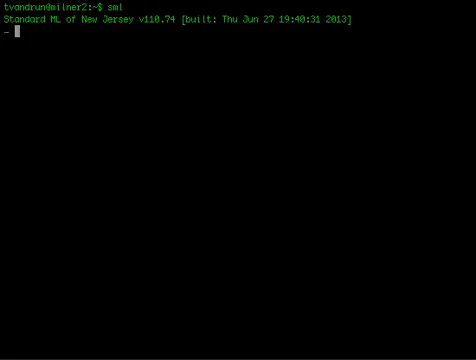 tvandrun@milner2:~$ sml
Standard ML of New Jersey v110.74 [built: Thu Jun 27 19:40:31 2013]
-